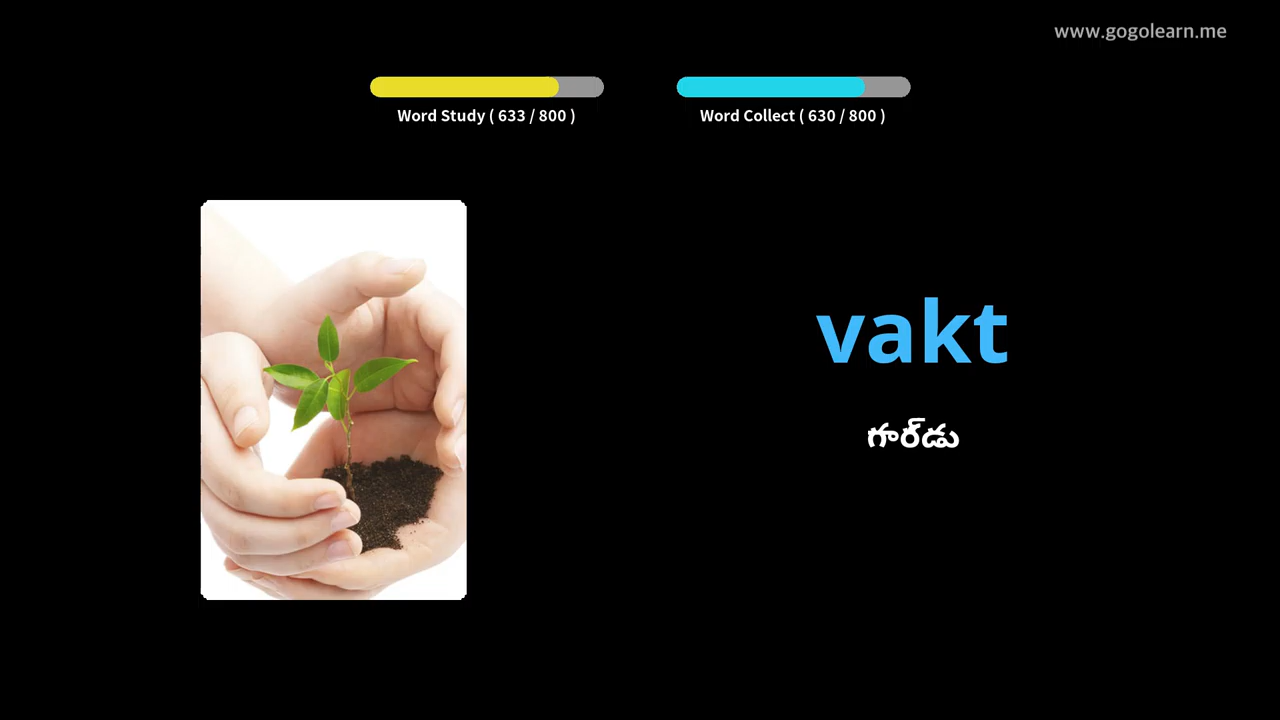 www.gogolearn.me
Word Study ( 633 / 800 )
Word Collect ( 630 / 800 )
vakt
గార్‌డు